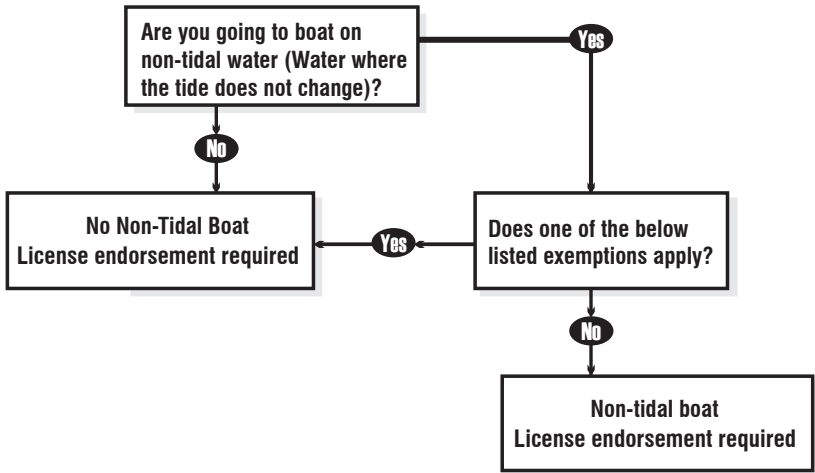 Are you going to boat on
non-tidal water (Water where
the tide does not change)?
Yes
No
No Non-Tidal Boat
License endorsement required
Yes
Does one of the below
listed exemptions apply?
No
Non-tidal boat
License endorsement required